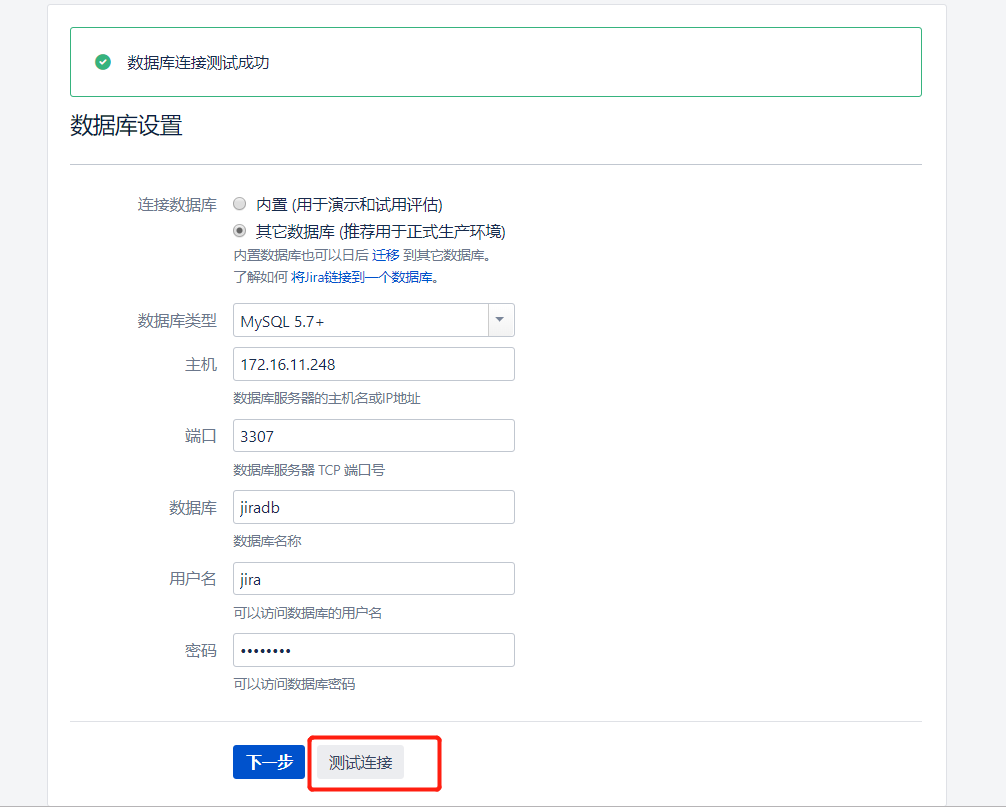 数据库连接测试成功
数据库设置
连接数据库
内置 (用于演示和试用评估)
其它数据库 (推荐用于正式生产环境)
内置数据库也可以日后 迁移 到其它数据库。
了解如何 将Jira链接到一个数据库。
数据库类型
MySQL 5.7+
主机
172.16.11.248
数据库服务器的主机名或IP地址
端口
3307
数据库服务器 TCP 端口号
数据库
jiradb
数据库名称
用户名
jira
可以访问数据库的用户名
密码
••••••••
可以访问数据库密码
下一步 测试连接